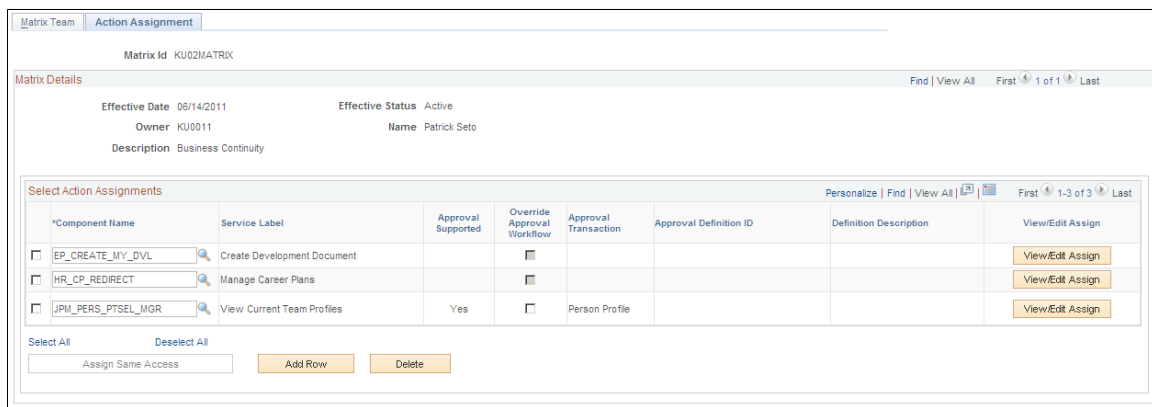 Matrix Team Action Assignment
Matrix Id KU02MATRIX
Matrix Details Find | View All First 1 of 1 Last
Effective Date 06/14/2011 Effective Status Active
Owner KU0011 Name Patrick Seto
Description Business Continuity
Select Action Assignments Personalize | Find | View All | | First 1-3 of 3 Last
*Component Name Service Label Approval Supported Override Approval Workflow Approval Transaction Approval Definition ID Definition Description View/Edit Assign
EP_CREATE_MY_DVL Create Development Document View/Edit Assign
HR_CP_REDIRECT Manage Career Plans View/Edit Assign
JPM_PERS_PTSEL_MGR View Current Team Profiles Yes Person Profile View/Edit Assign
Select All Deselect All
Assign Same Access Add Row Delete